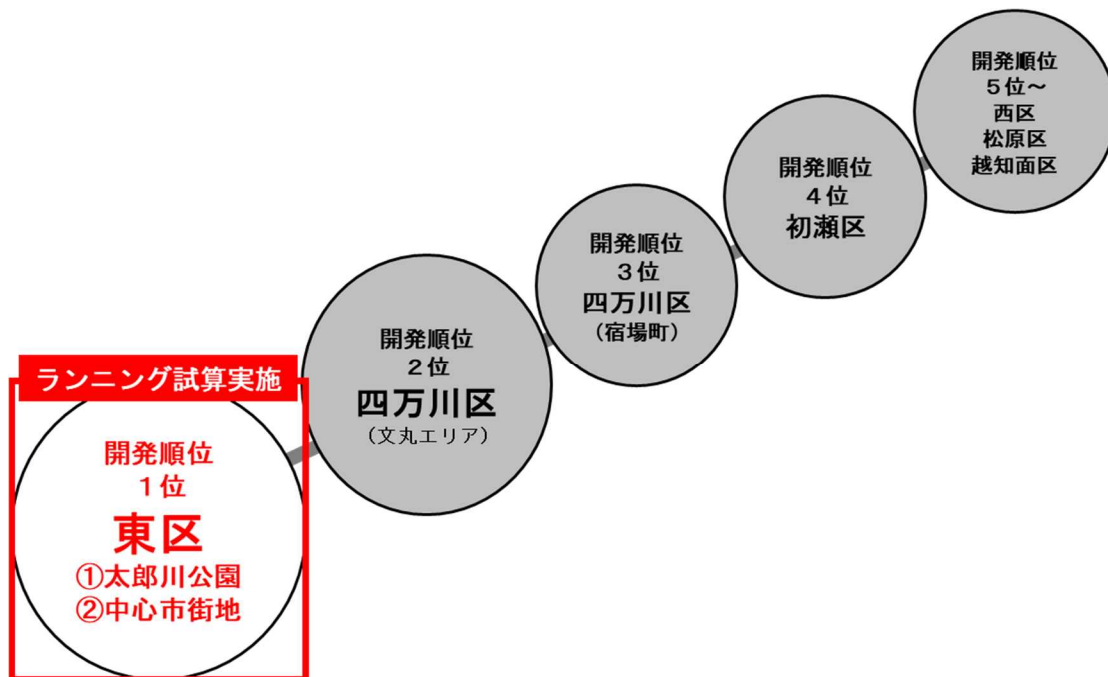 開発順位
5位～
西区
松原区
越知面区
開発順位
4位
初瀬区
開発順位
3位
四万川区
(宿場町)
開発順位
2位
四万川区
(文丸エリア)
ランニング試算実施
開発順位
1位
東区
①太郎川公園
②中心市街地